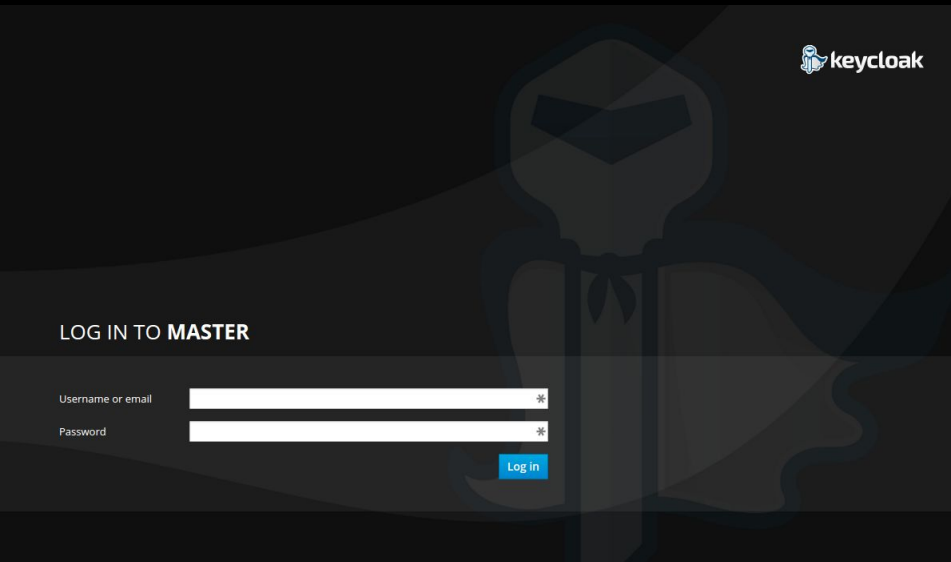 keycloak
LOG IN TO MASTER
Username or email
Password
Log in